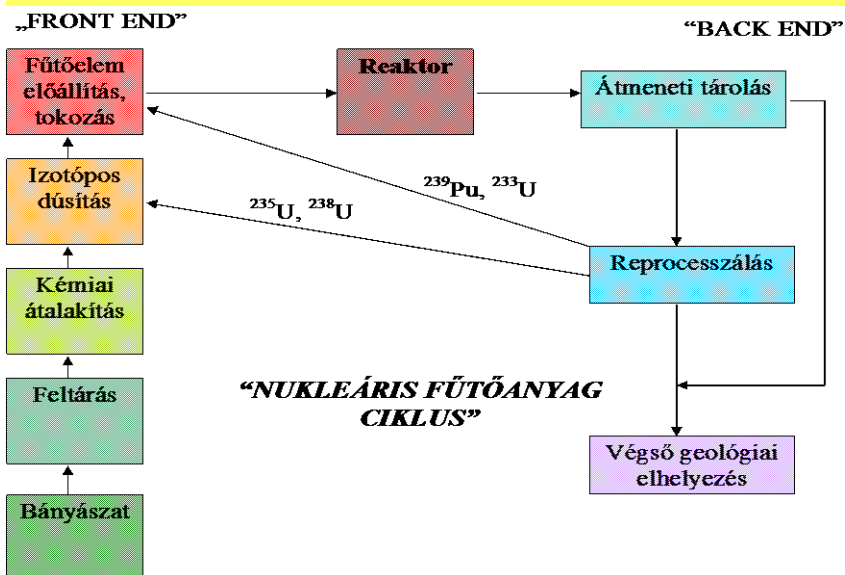 „FRONT END”
“BACK END”
Fűtőelem
előállítás,
tokozás
Reaktor
Átmeneti tárolás
Izotópos
dúsítás
²³⁹Pu, ²³³U
²³⁵U, ²³⁸U
Reprocesszálás
Kémiai
átalakítás
Feltárás
“NUKLEÁRIS FŰTŐANYAG
CIKLUS”
Végső geológiai
elhelyezés
Bányászat